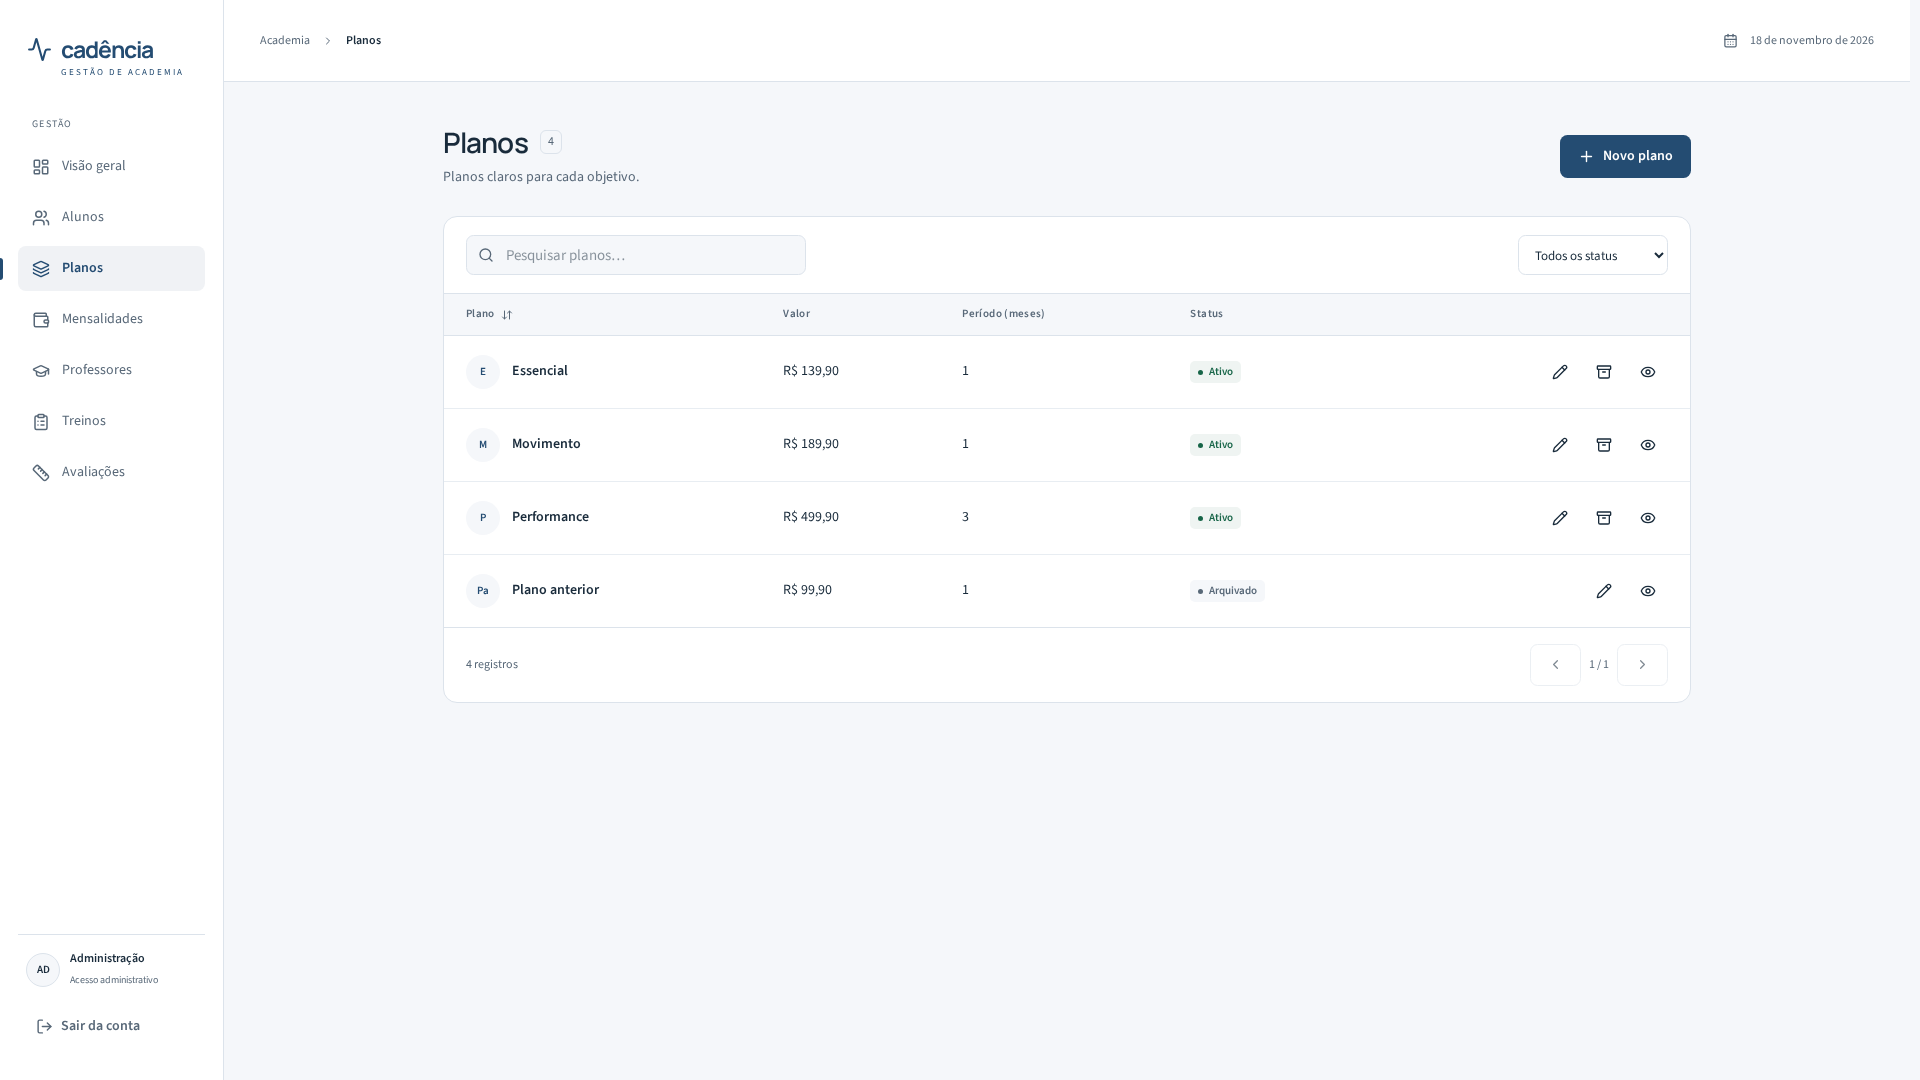 cadência
GESTÃO DE ACADEMIA
GESTÃO
Visão geral
Alunos
Planos
Mensalidades
Professores
Treinos
Avaliações
AD
Administração
Acesso administrativo
Sair da conta
Academia
Planos
18 de novembro de 2026
Planos
4
Planos claros para cada objetivo.
Novo plano
Pesquisar planos...
Todos os status
Plano Valor Período (meses) Status
E Essencial R$ 139,90 1 Ativo
M Movimento R$ 189,90 1 Ativo
P Performance R$ 499,90 3 Ativo
Pa Plano anterior R$ 99,90 1 Arquivado
4 registros
1 / 1